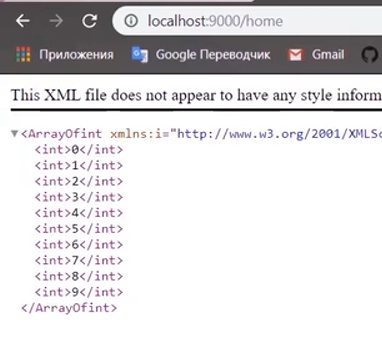 localhost:9000/home
Приложения Google Переводчик Gmail
This XML file does not appear to have any style inform
<ArrayOfint xmlns:i="http://www.w3.org/2001/XMLSc
<int>0</int>
<int>1</int>
<int>2</int>
<int>3</int>
<int>4</int>
<int>5</int>
<int>6</int>
<int>7</int>
<int>8</int>
<int>9</int>
</ArrayOfint>